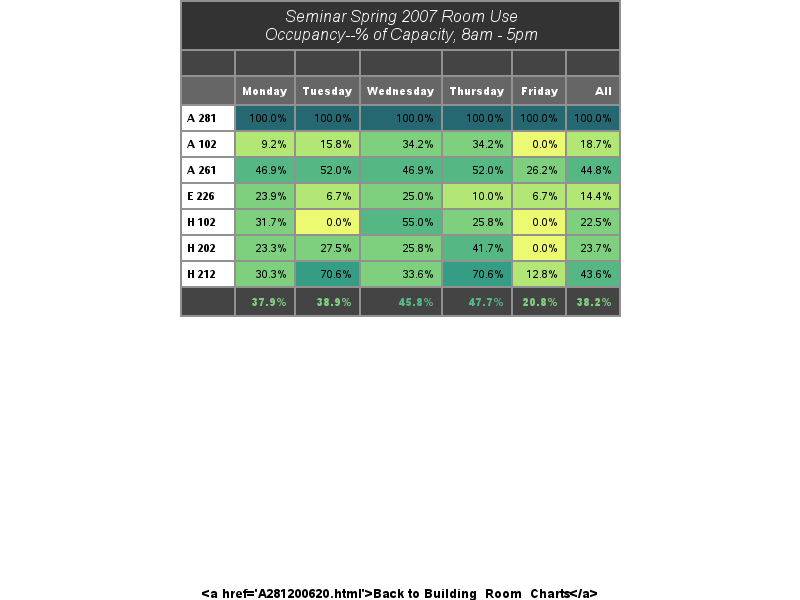 Seminar Spring 2007 Room Use
Occupancy--% of Capacity, 8am - 5pm
Monday Tuesday Wednesday Thursday Friday All
A 281 100.0% 100.0% 100.0% 100.0% 100.0% 100.0%
A 102 9.2% 15.8% 34.2% 34.2% 0.0% 18.7%
A 261 46.9% 52.0% 46.9% 52.0% 26.2% 44.8%
E 226 23.9% 6.7% 25.0% 10.0% 6.7% 14.4%
H 102 31.7% 0.0% 55.0% 25.8% 0.0% 22.5%
H 202 23.3% 27.5% 25.8% 41.7% 0.0% 23.7%
H 212 30.3% 70.6% 33.6% 70.6% 12.8% 43.6%
37.9% 38.9% 45.8% 47.7% 20.8% 38.2%
<a href='A281200620.html'>Back to Building_Room_Charts</a>